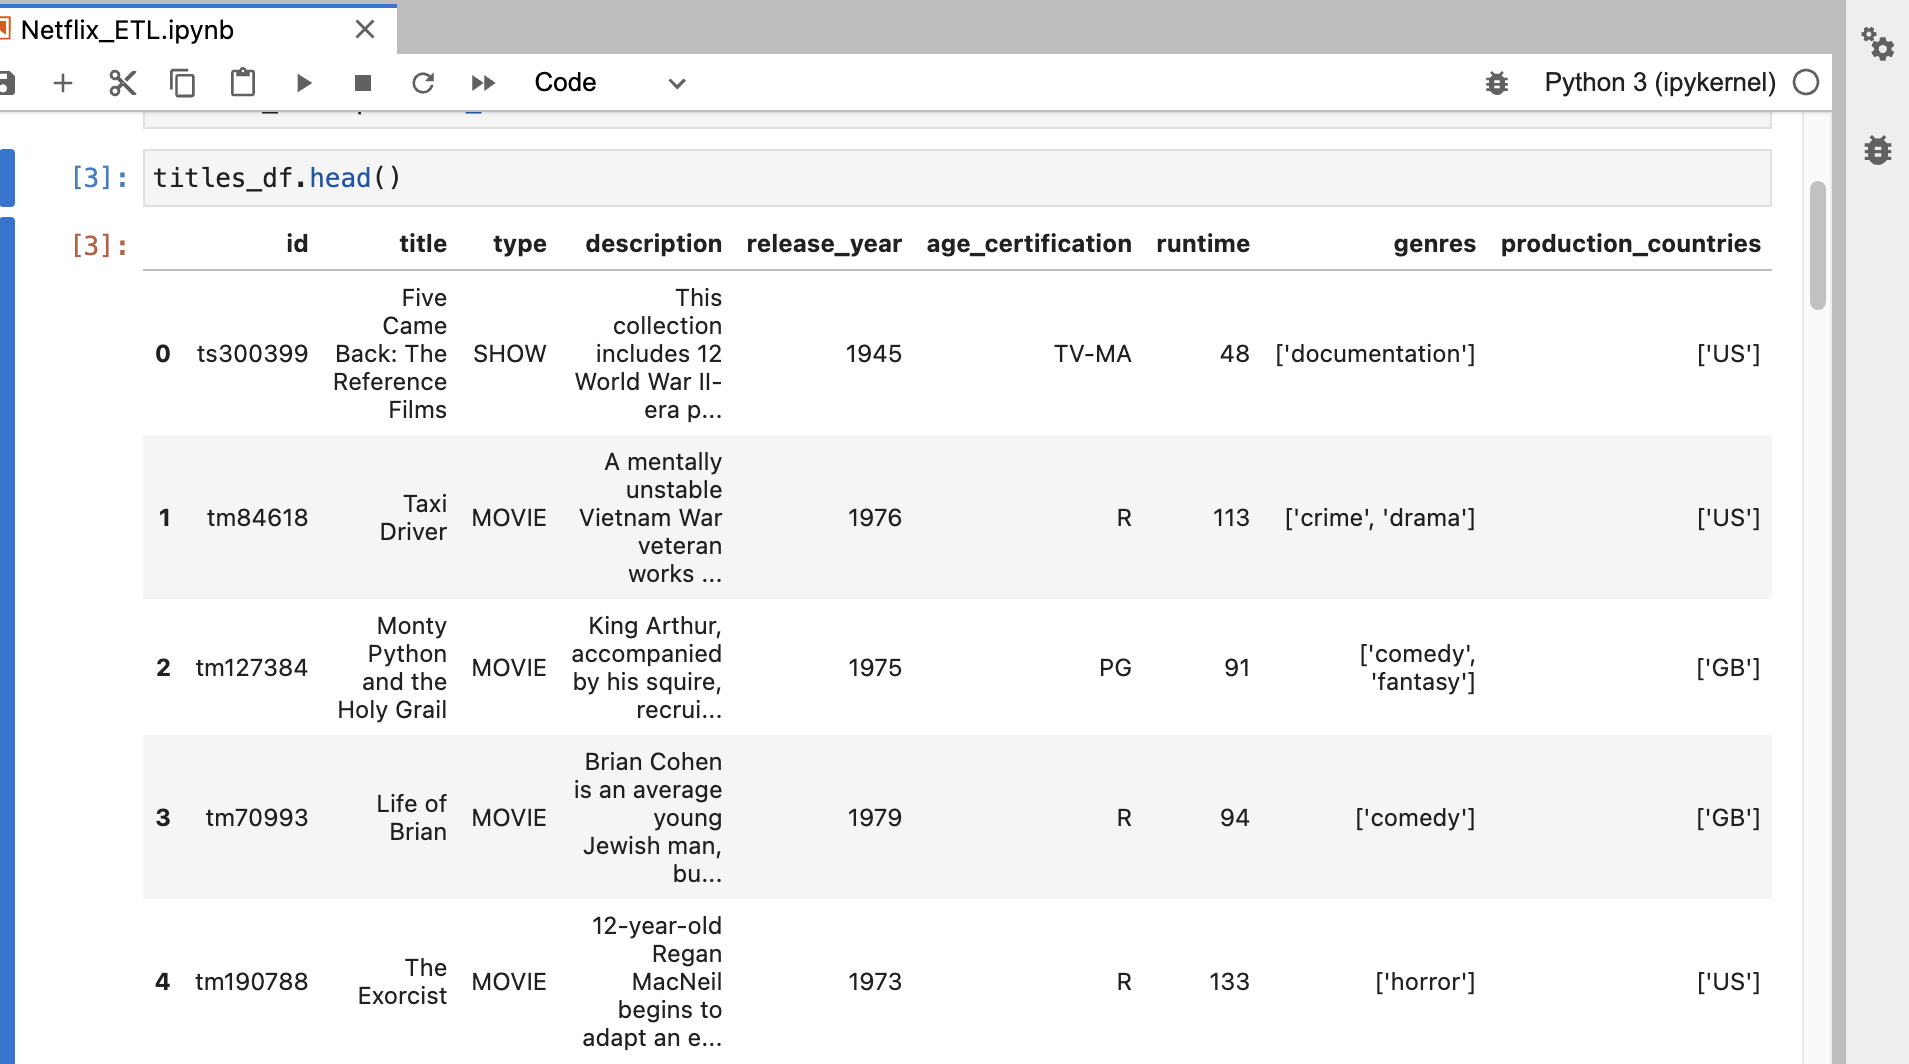 Netflix_ETL.ipynb
Code
Python 3 (ipykernel)
[3]: titles_df.head()
[3]:
id title type description release_year age_certification runtime genres production_countries
0 ts300399 Five Came Back: The Reference Films SHOW This collection includes 12 World War II-era p... 1945 TV-MA 48 ['documentation'] ['US']
1 tm84618 Taxi Driver MOVIE A mentally unstable Vietnam War veteran works ... 1976 R 113 ['crime', 'drama'] ['US']
2 tm127384 Monty Python and the Holy Grail MOVIE King Arthur, accompanied by his squire, recrui... 1975 PG 91 ['comedy', 'fantasy'] ['GB']
3 tm70993 Life of Brian MOVIE Brian Cohen is an average young Jewish man, bu... 1979 R 94 ['comedy'] ['GB']
4 tm190788 The Exorcist MOVIE 12-year-old Regan MacNeil begins to adapt an e... 1973 R 133 ['horror'] ['US']